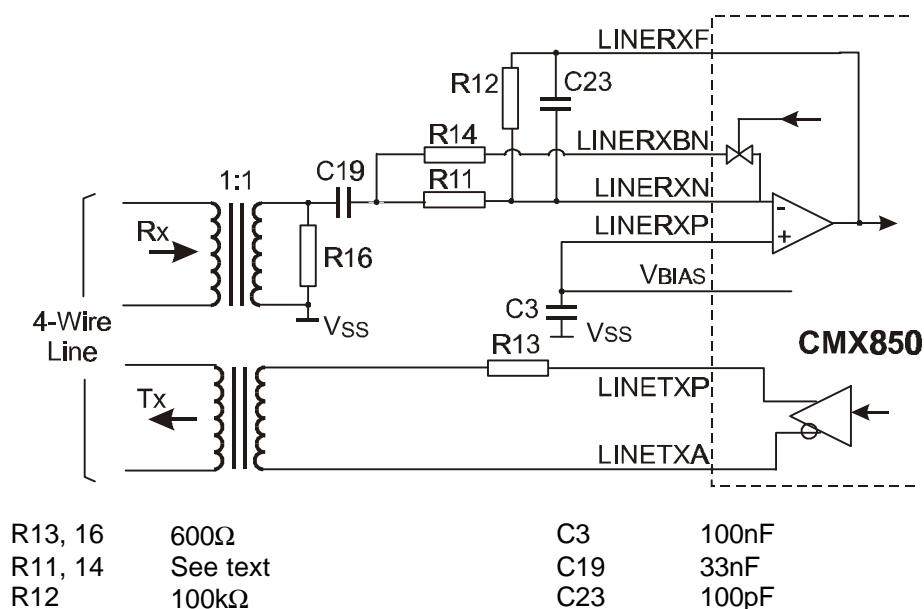 LINERXF
R12
C23
R14
LINERXBN
1:1
C19
R11
LINERXN
-
Rx
R16
LINERXP
+
VBIAS
4-Wire
Line
VSS
C3
VSS
CMX850
R13
Tx
LINETXP
LINETXA
R13, 16 600Ω C3 100nF
R11, 14 See text C19 33nF
R12 100kΩ C23 100pF